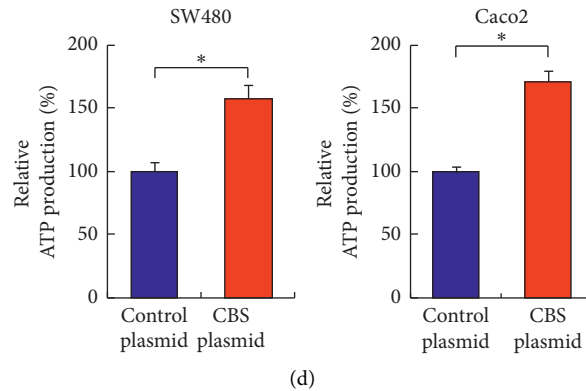 SW480
Relative
ATP production (%)
200
150
100
50
0
*
Control
plasmid
CBS
plasmid
Caco2
Relative
ATP production (%)
200
150
100
50
0
*
Control
plasmid
CBS
plasmid
(d)